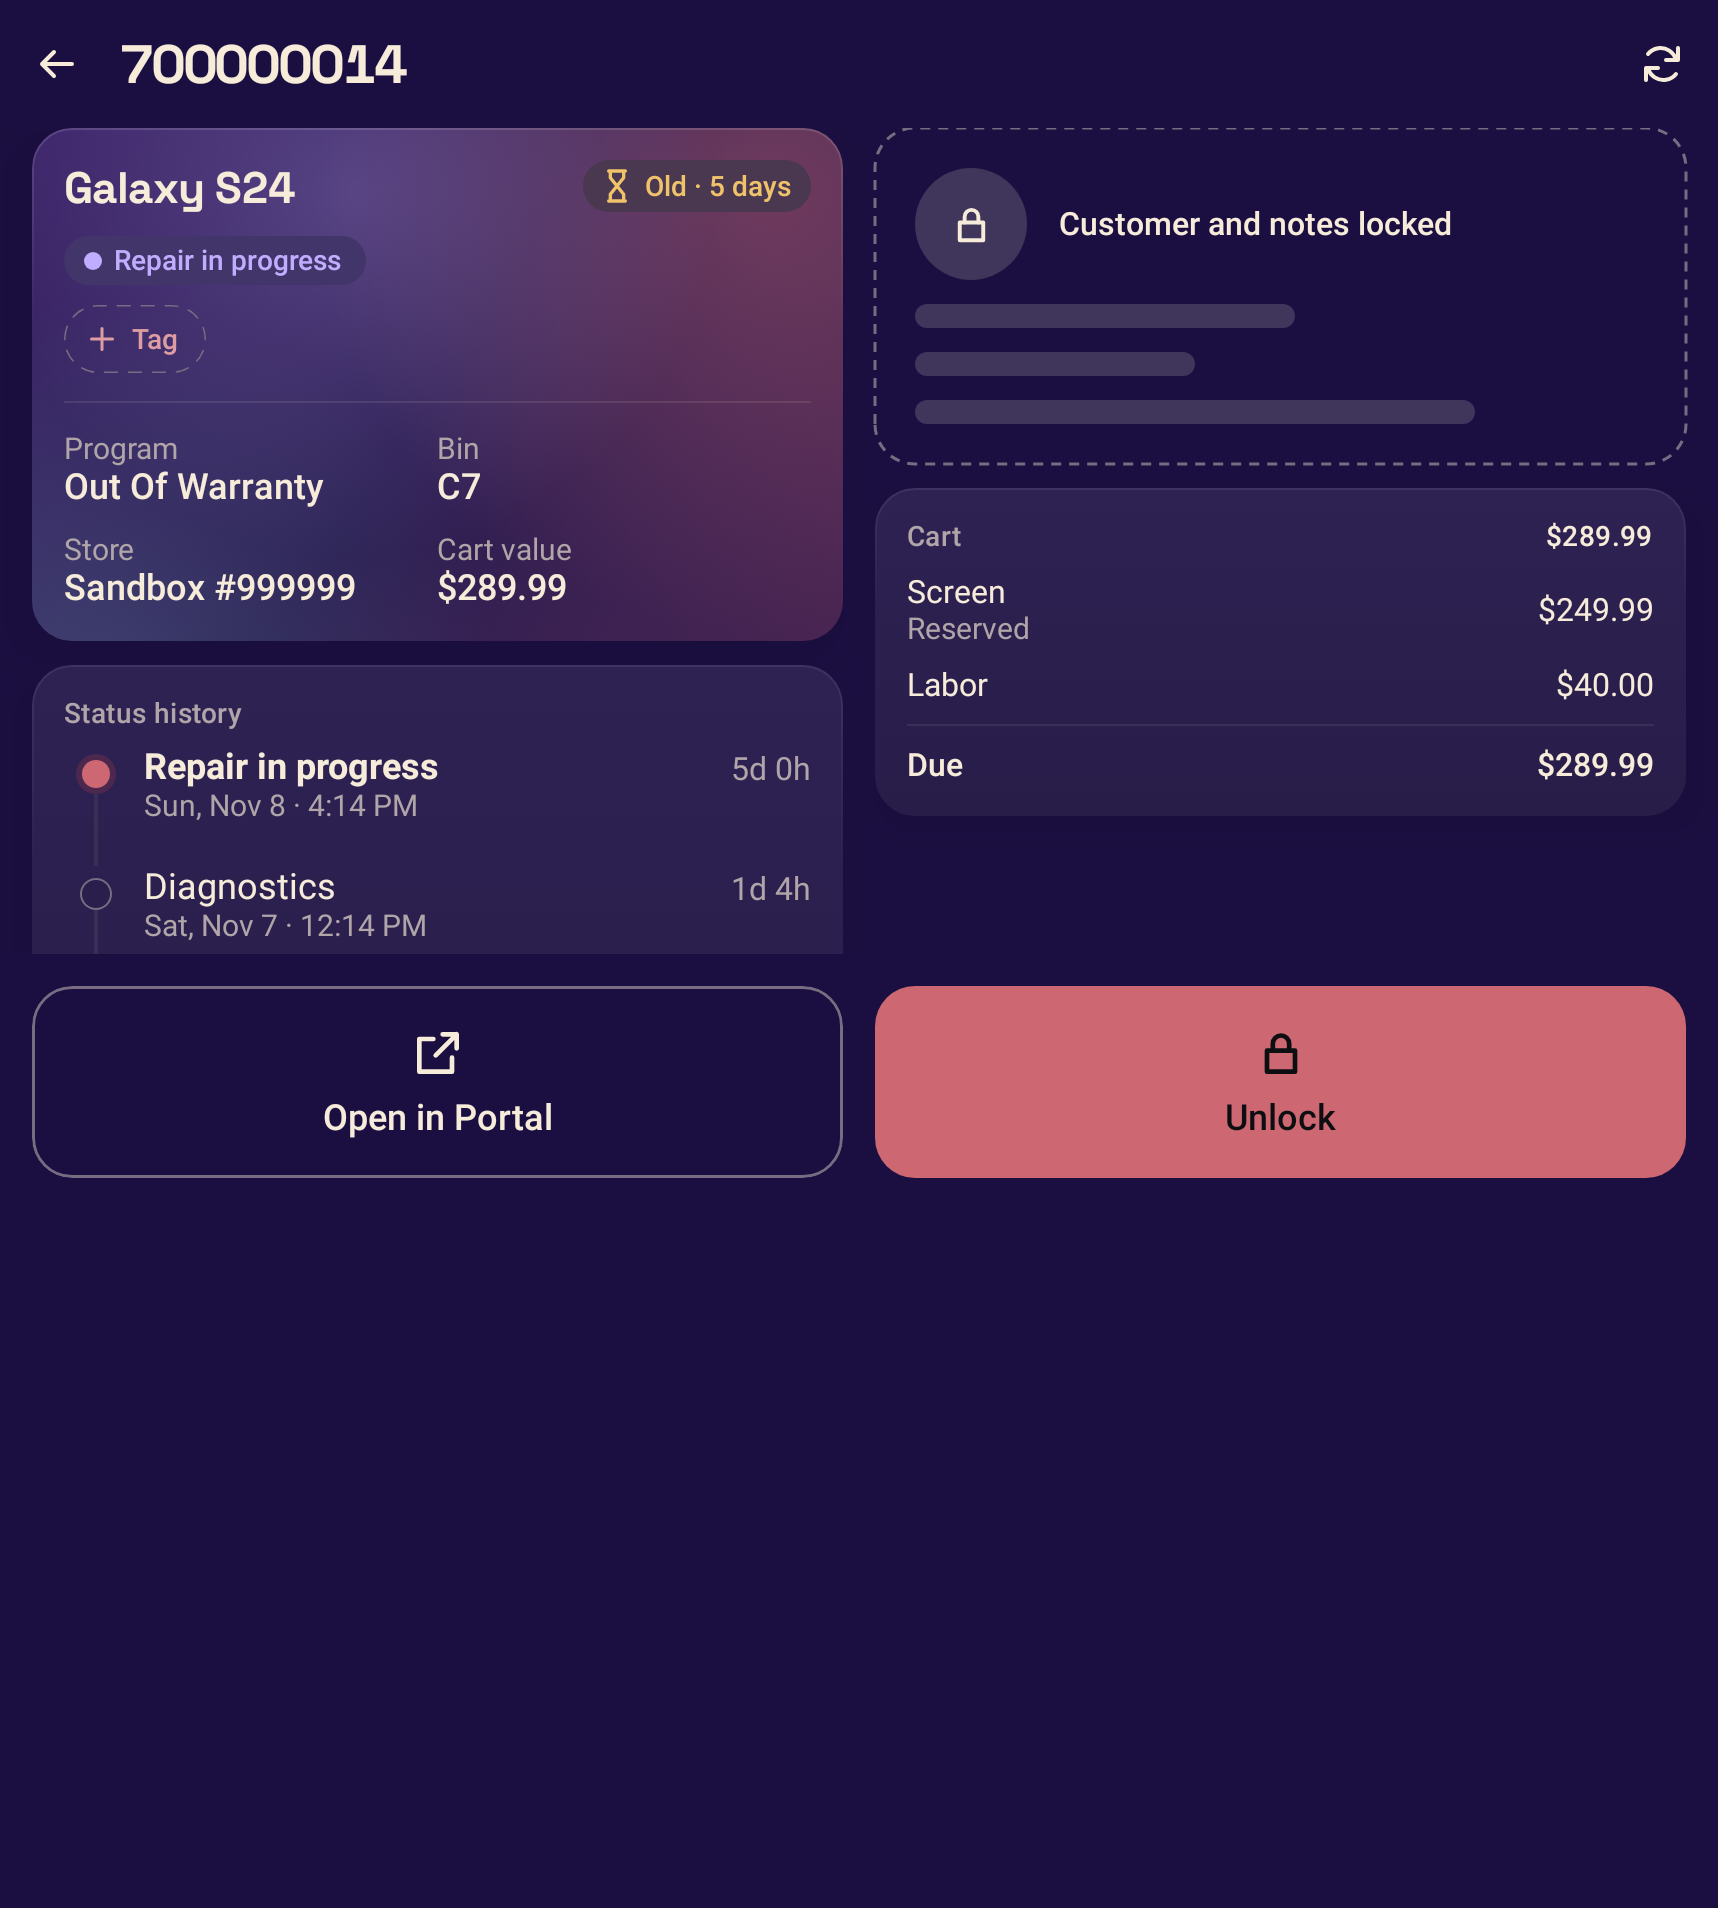 700000014
Galaxy S24
Old · 5 days
Repair in progress
+ Tag
Program
Out Of Warranty
Bin
C7
Store
Sandbox #999999
Cart value
$289.99
Status history
Repair in progress
5d 0h
Sun, Nov 8 · 4:14 PM
Diagnostics
1d 4h
Sat, Nov 7 · 12:14 PM
Customer and notes locked
Cart
$289.99
Screen
Reserved
$249.99
Labor
$40.00
Due
$289.99
Open in Portal
Unlock